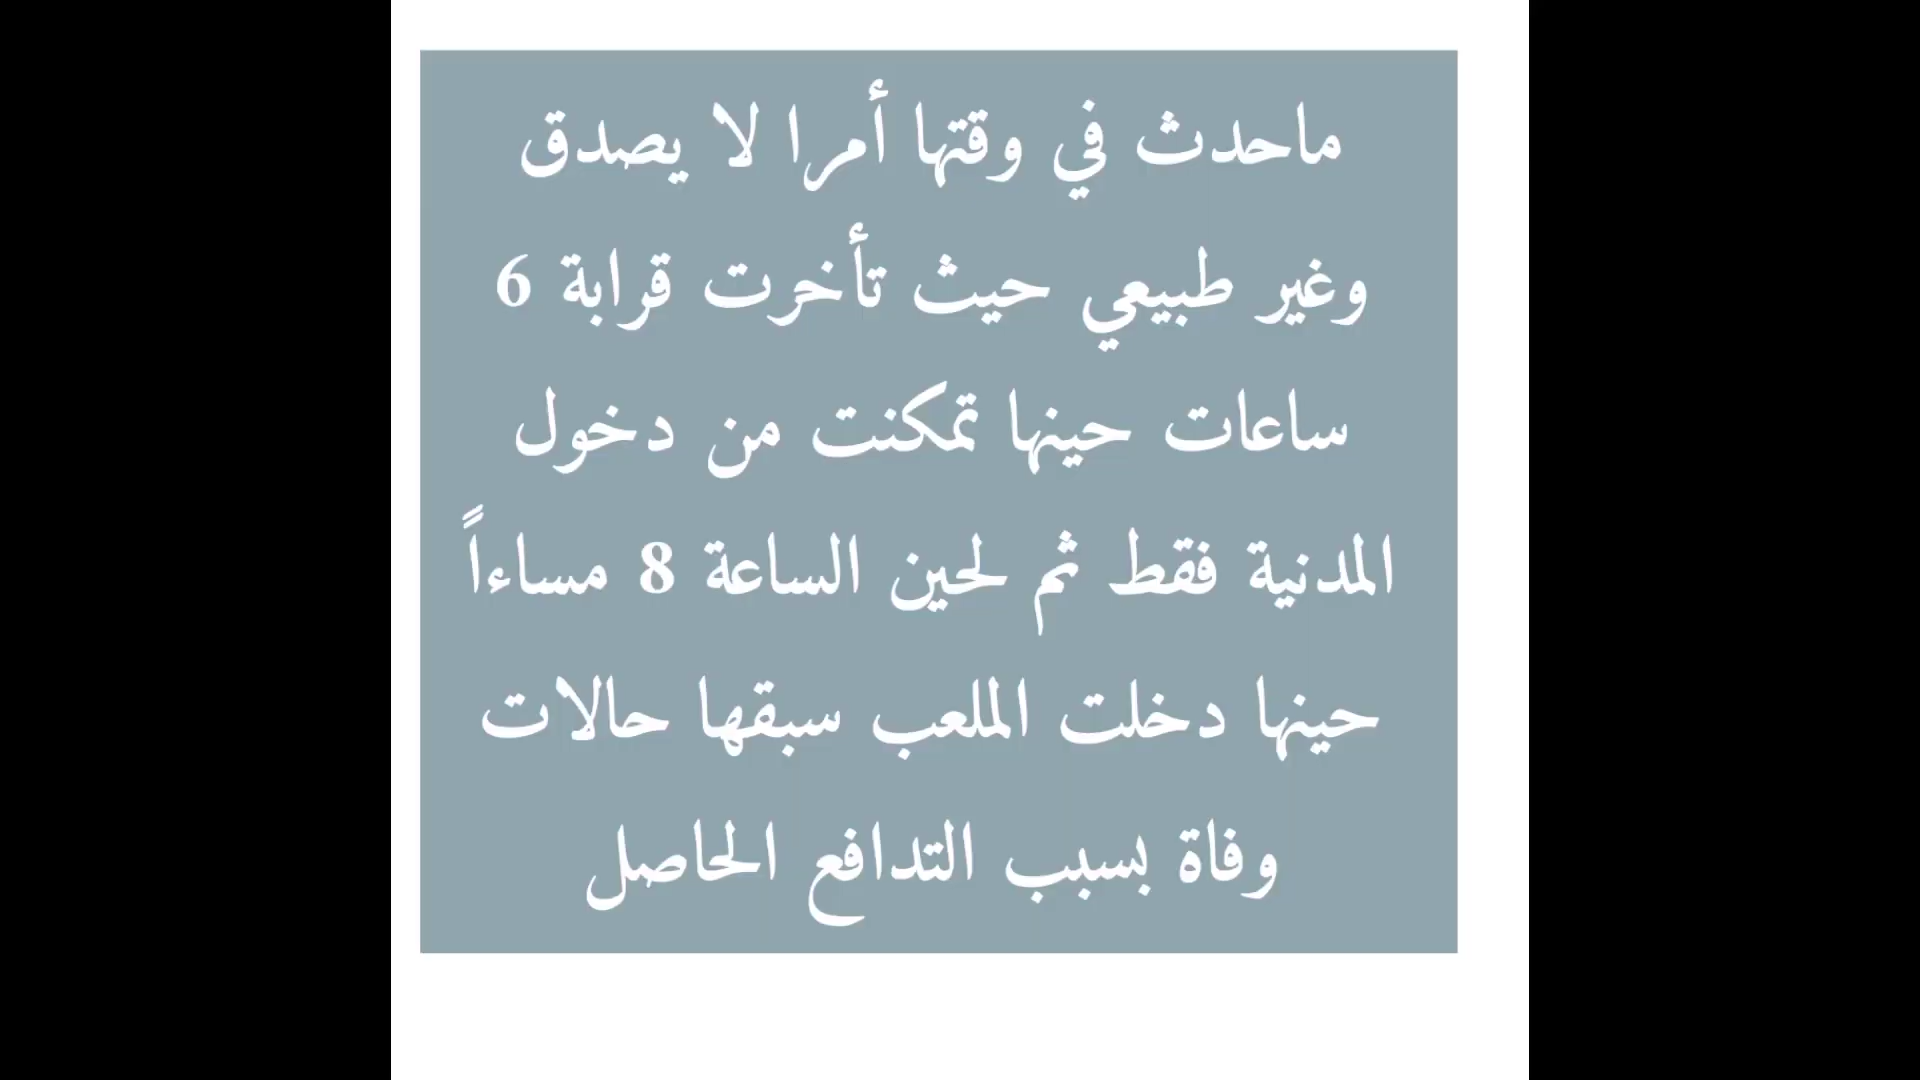 ماحدث في وقتها أمرا لا يصدق
وغير طبيعي حيث تأخرت قرابة 6
ساعات حينها تمكنت من دخول
المدنية فقط ثم لحين الساعة 8 مساءاً
حينها دخلت الملعب سبقها حالات
وفاة بسبب التدافع الحاصل